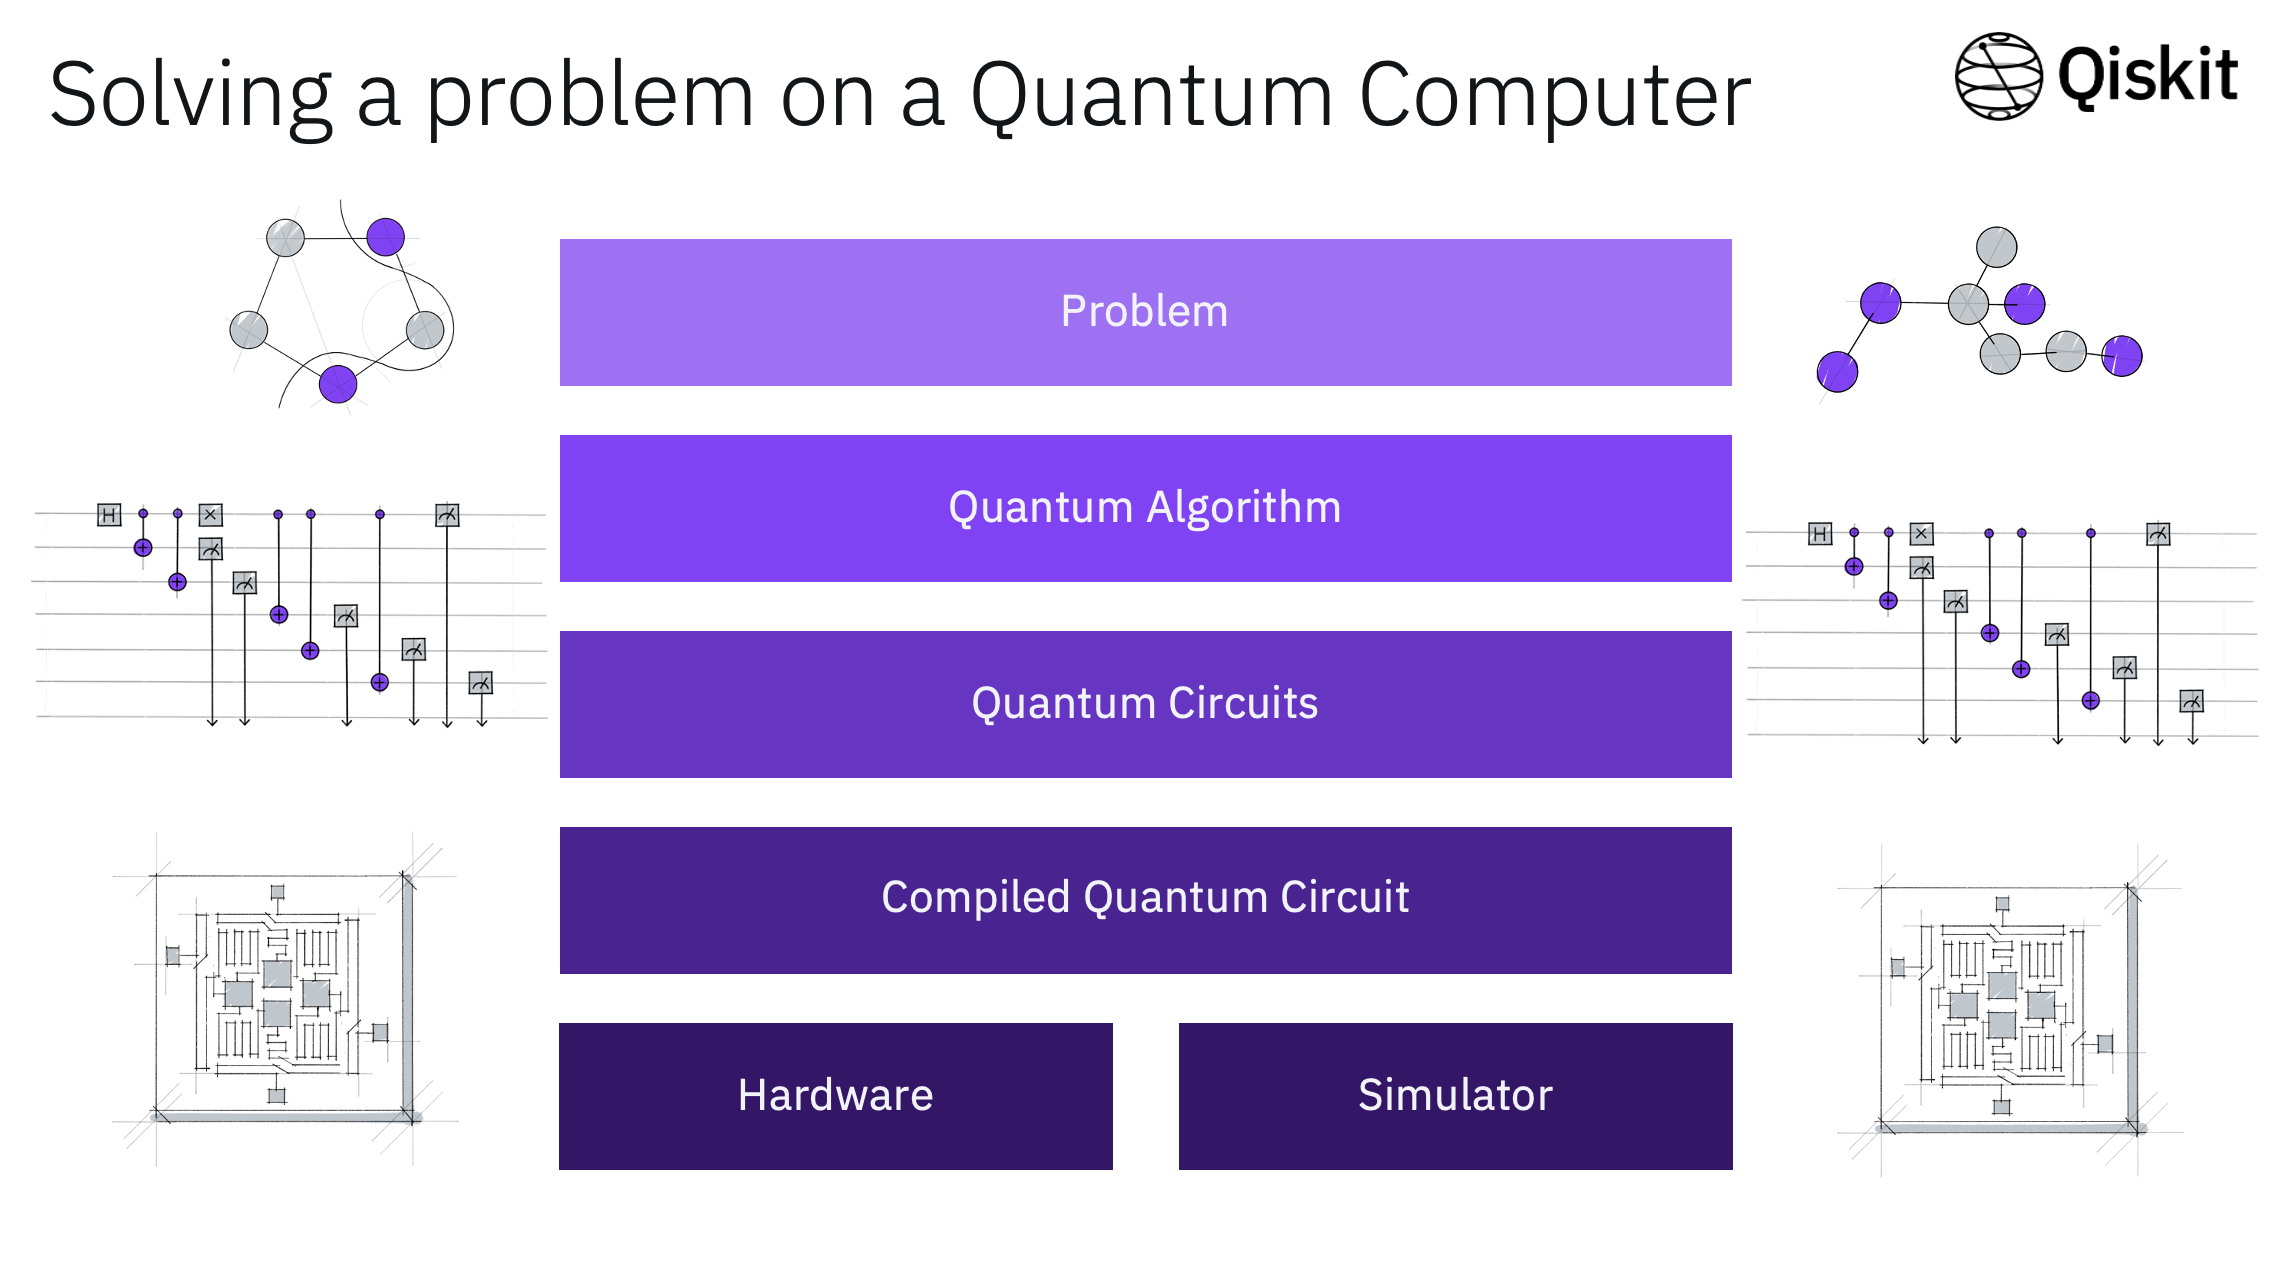 Solving a problem on a Quantum Computer
Qiskit
Problem
Quantum Algorithm
H
X
H
X
Quantum Circuits
Compiled Quantum Circuit
Hardware
Simulator